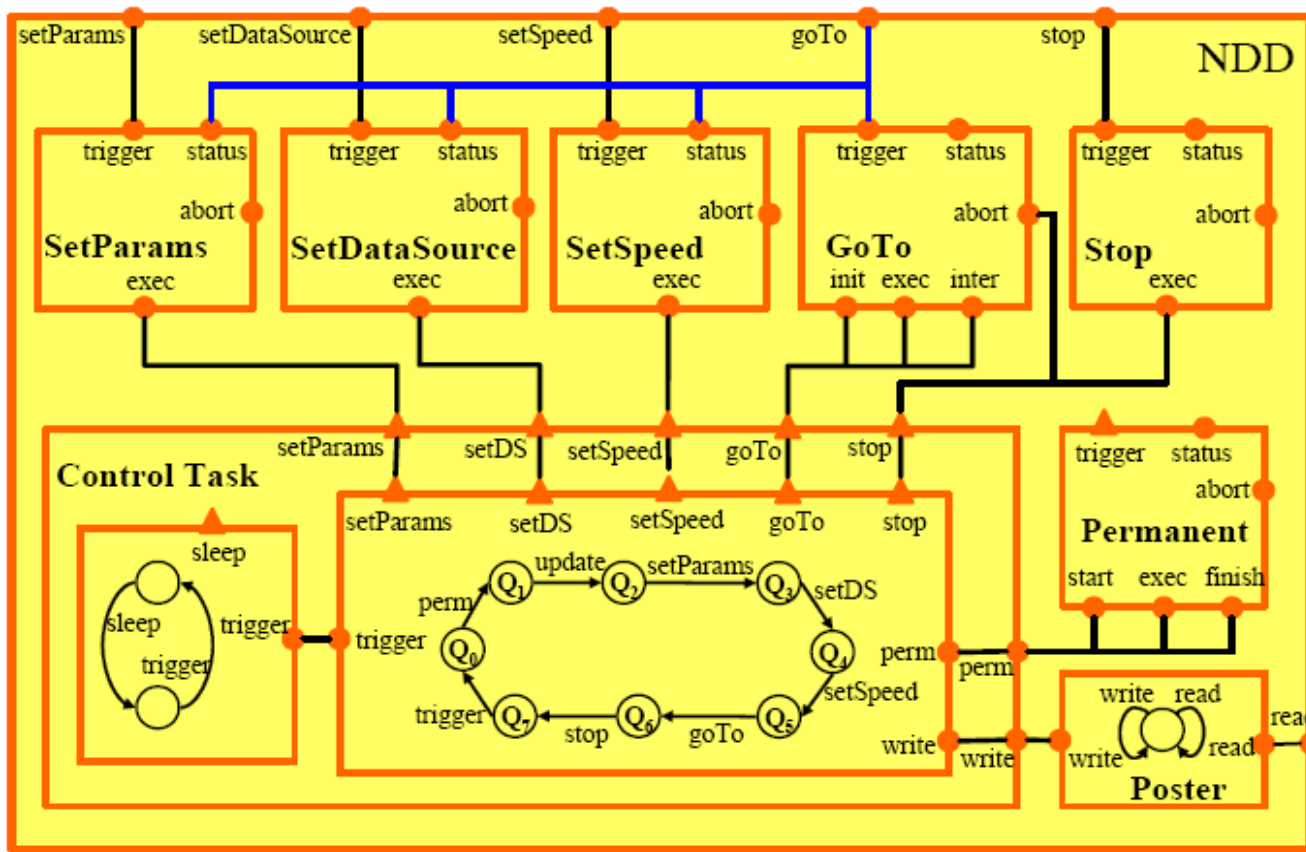 setParams setDataSource setSpeed goTo stop
NDD
trigger status trigger status trigger status trigger status trigger status
abort abort abort abort abort
SetParams SetDataSource SetSpeed GoTo Stop
exec exec exec init exec inter exec
setParams setDS setSpeed goTo stop trigger status
Control Task abort
setParams setDS setSpeed goTo stop Permanent
sleep start exec finish
Q1 update Q2 setParams Q3 setDS
perm
sleep trigger trigger Q0 Q4 perm perm
trigger setSpeed
trigger Q7 stop Q6 goTo Q5 write read
write write write read read
Poster